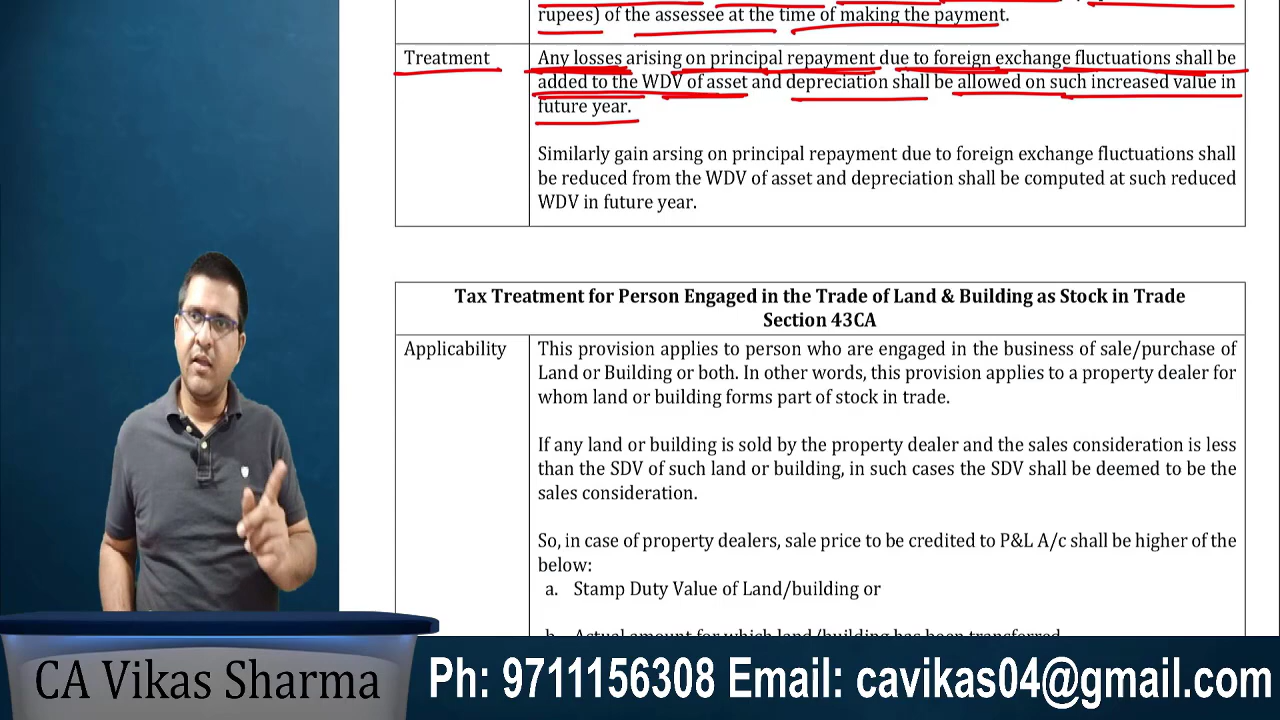 rupees) of the assessee at the time of making the payment.
Treatment
Any losses arising on principal repayment due to foreign exchange fluctuations shall be
added to the WDV of asset and depreciation shall be allowed on such increased value in
future year.
Similarly gain arsing on principal repayment due to foreign exchange fluctuations shall
be reduced from the WDV of asset and depreciation shall be computed at such reduced
WDV in future year.
Tax Treatment for Person Engaged in the Trade of Land & Building as Stock in Trade
Section 43CA
Applicability
This provision applies to person who are engaged in the business of sale/purchase of
Land or Building or both. In other words, this provision applies to a property dealer for
whom land or building forms part of stock in trade.
If any land or building is sold by the property dealer and the sales consideration is less
than the SDV of such land or building, in such cases the SDV shall be deemed to be the
sales consideration.
So, in case of property dealers, sale price to be credited to P&L A/c shall be higher of the
below:
a. Stamp Duty Value of Land/building or
b. Actual amount for which land/building has been transferred
CA Vikas Sharma
Ph: 9711156308 Email: cavikas04@gmail.com